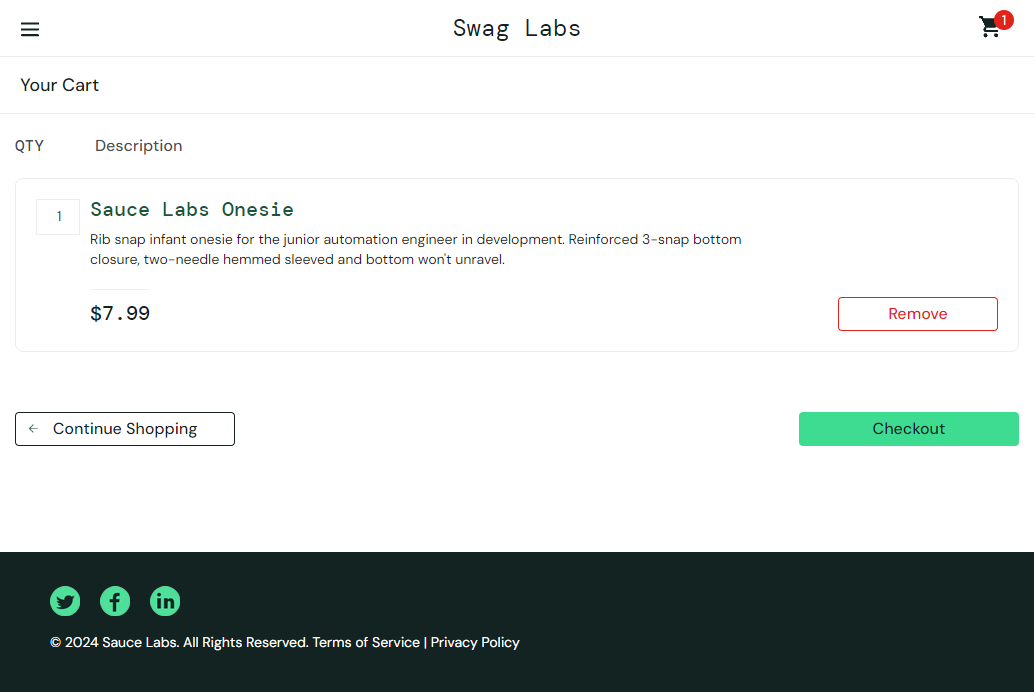 Swag Labs
1
Your Cart
QTY Description
1
Sauce Labs Onesie
Rib snap infant onesie for the junior automation engineer in development. Reinforced 3-snap bottom
closure, two-needle hemmed sleeved and bottom won't unravel.
$7.99
Remove
Continue Shopping
Checkout
© 2024 Sauce Labs. All Rights Reserved. Terms of Service | Privacy Policy